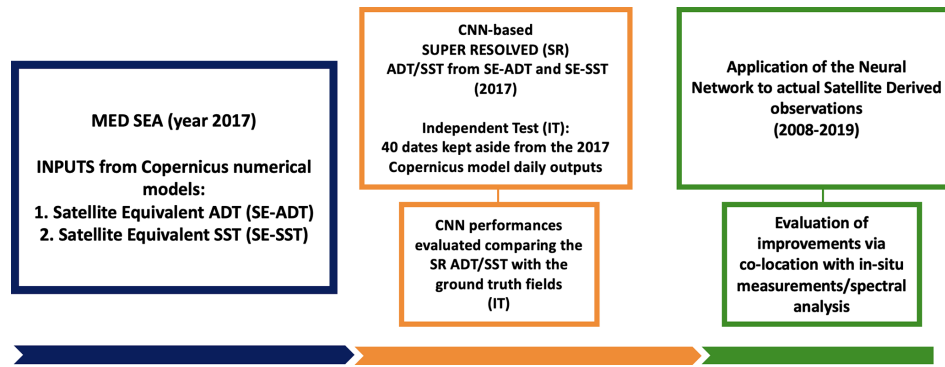 MED SEA (year 2017)
INPUTS from Copernicus numerical
models:
1. Satellite Equivalent ADT (SE-ADT)
2. Satellite Equivalent SST (SE-SST)
CNN-based
SUPER RESOLVED (SR)
ADT/SST from SE-ADT and SE-SST
(2017)
Independent Test (IT):
40 dates kept aside from the 2017
Copernicus model daily outputs
CNN performances
evaluated comparing the
SR ADT/SST with the
ground truth fields
(IT)
Application of the Neural
Network to actual Satellite Derived
observations
(2008-2019)
Evaluation of
improvements via
co-location with in-situ
measurements/spectral
analysis